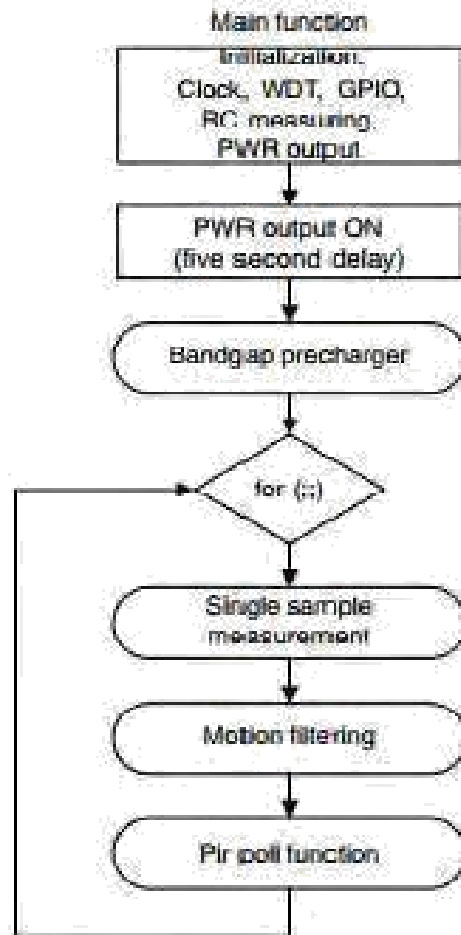 Main function
Initialization:
Clock, WDT, GPIO,
RC measuring
PWR output
PWR output ON
(five second delay)
Bandgap precharger
for (;;)
Single sample
measurement
Motion filtering
Pir poll function